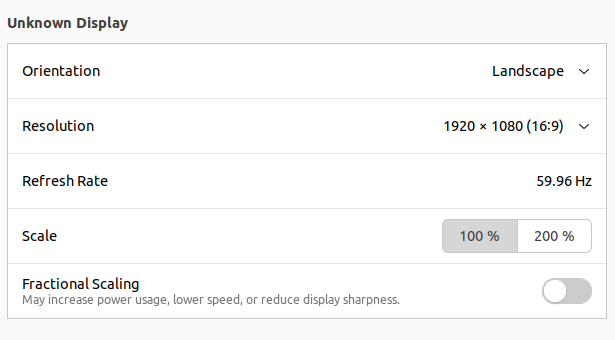 Unknown Display
Orientation Landscape
Resolution 1920 × 1080 (16:9)
Refresh Rate 59.96 Hz
Scale 100 % 200 %
Fractional Scaling
May increase power usage, lower speed, or reduce display sharpness.